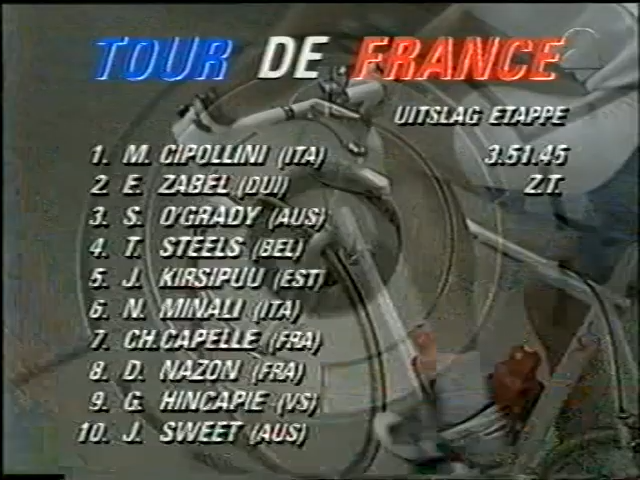 TOUR DE FRANCE
UITSLAG ETAPPE
1. M. CIPOLLINI (ITA) 3.51.45
2. E. ZABEL (DUI) Z.T.
3. S. O'GRADY (AUS)
4. T. STEELS (BEL)
5. J. KIRSIPUU (EST)
6. N. MINALI (ITA)
7. CH.CAPELLE (FRA)
8. D. NAZON (FRA)
9. G. HINCAPIE (VS)
10. J. SWEET (AUS)
2